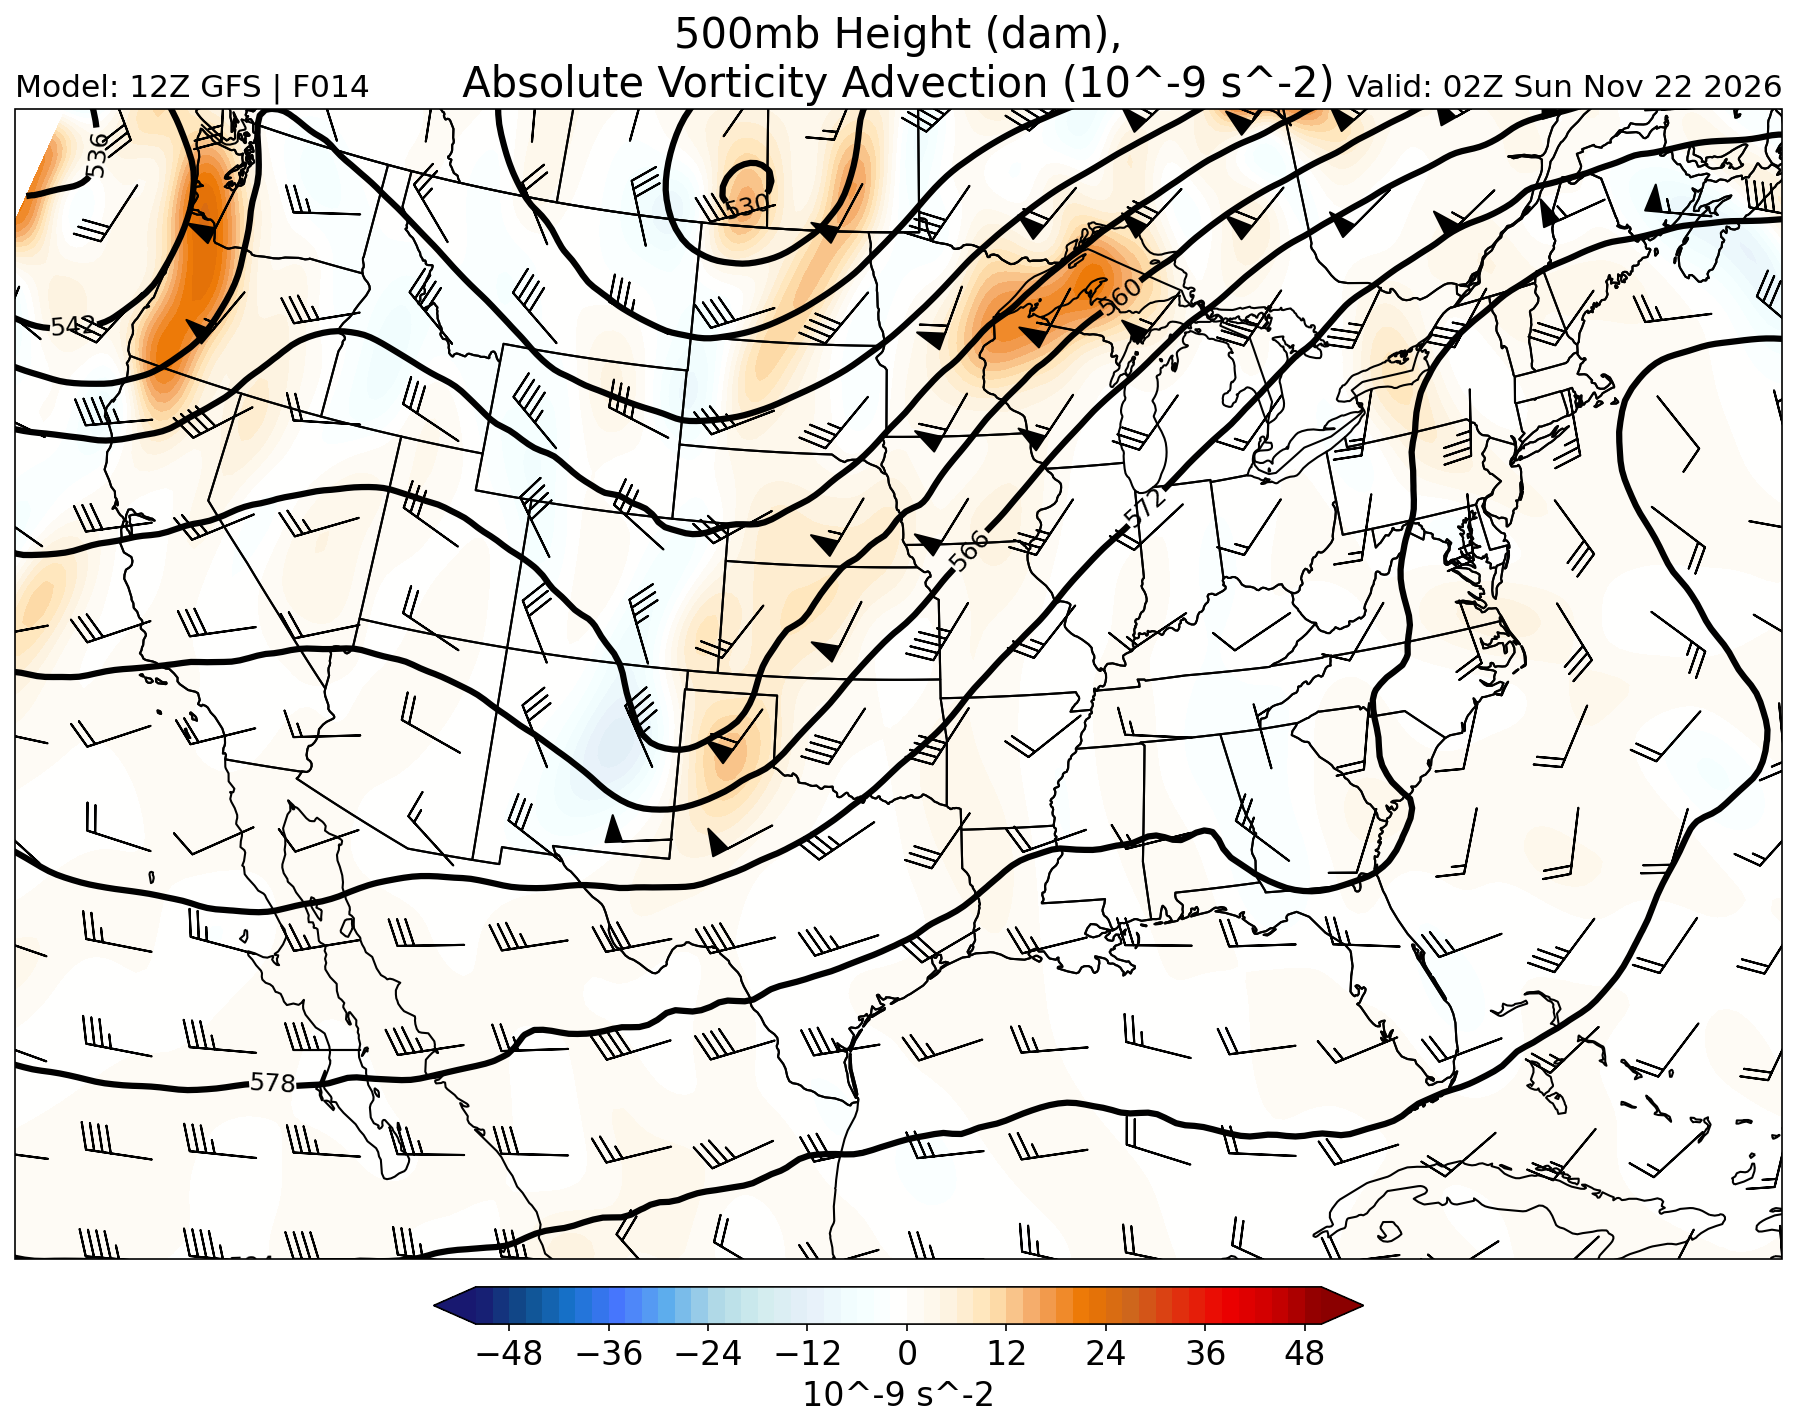 500mb Height (dam),
Model: 12Z GFS | F014
Absolute Vorticity Advection (10^-9 s^-2)
Valid: 02Z Sun Nov 22 2026
536
530
542
560
572
566
578
−48 −36 −24 −12 0 12 24 36 48
10^-9 s^-2